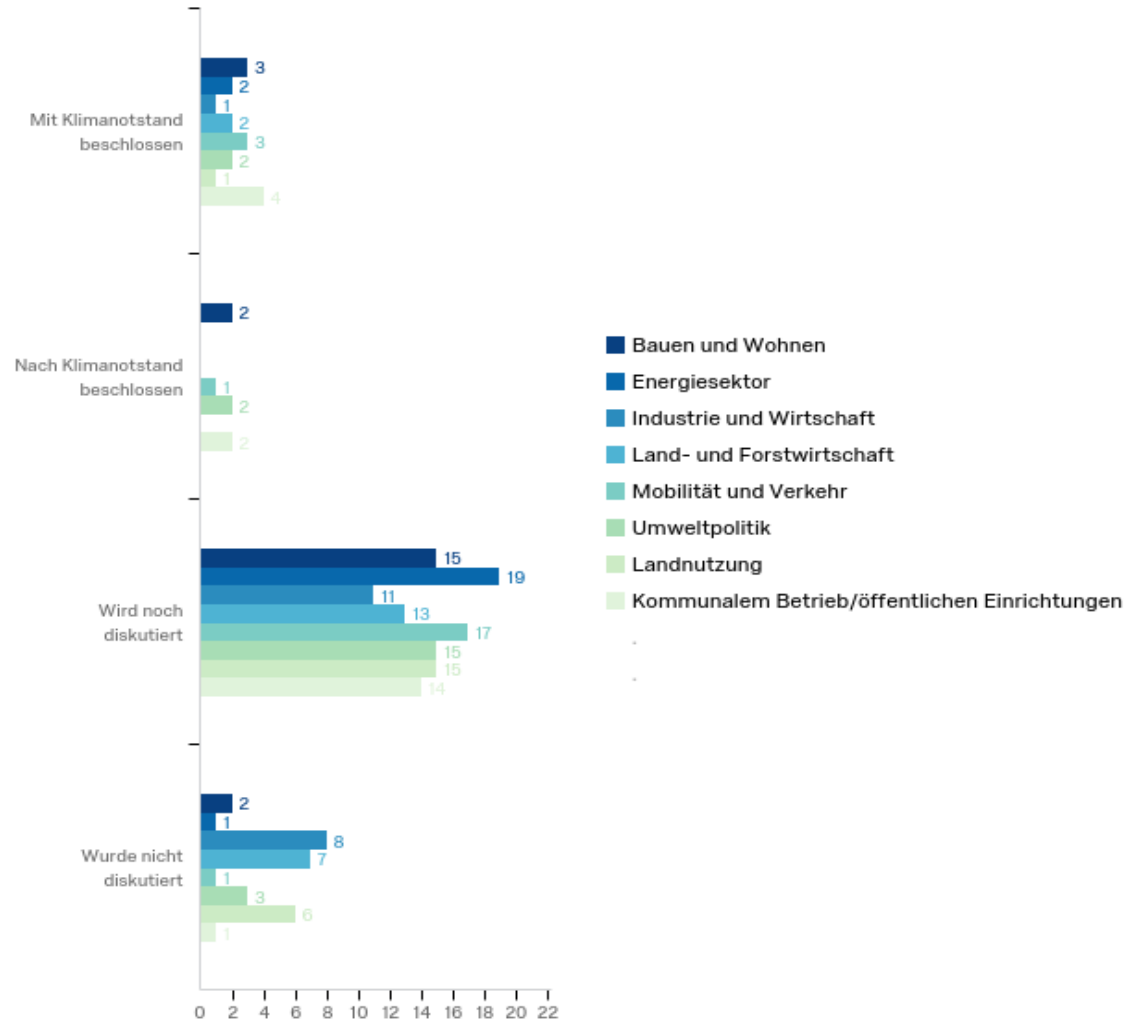 3
2
1
Mit Klimanotstand
2
beschlossen
3
2
1
4
2
Nach Klimanotstand
beschlossen
1
2
2
15
19
11
Wird noch
13
diskutiert
17
15
15
14
2
1
8
Wurde nicht
7
diskutiert
1
3
6
1
0 2 4 6 8 10 12 14 16 18 20 22
Bauen und Wohnen
Energiesektor
Industrie und Wirtschaft
Land- und Forstwirtschaft
Mobilität und Verkehr
Umweltpolitik
Landnutzung
Kommunalem Betrieb/öffentlichen Einrichtungen
.
.